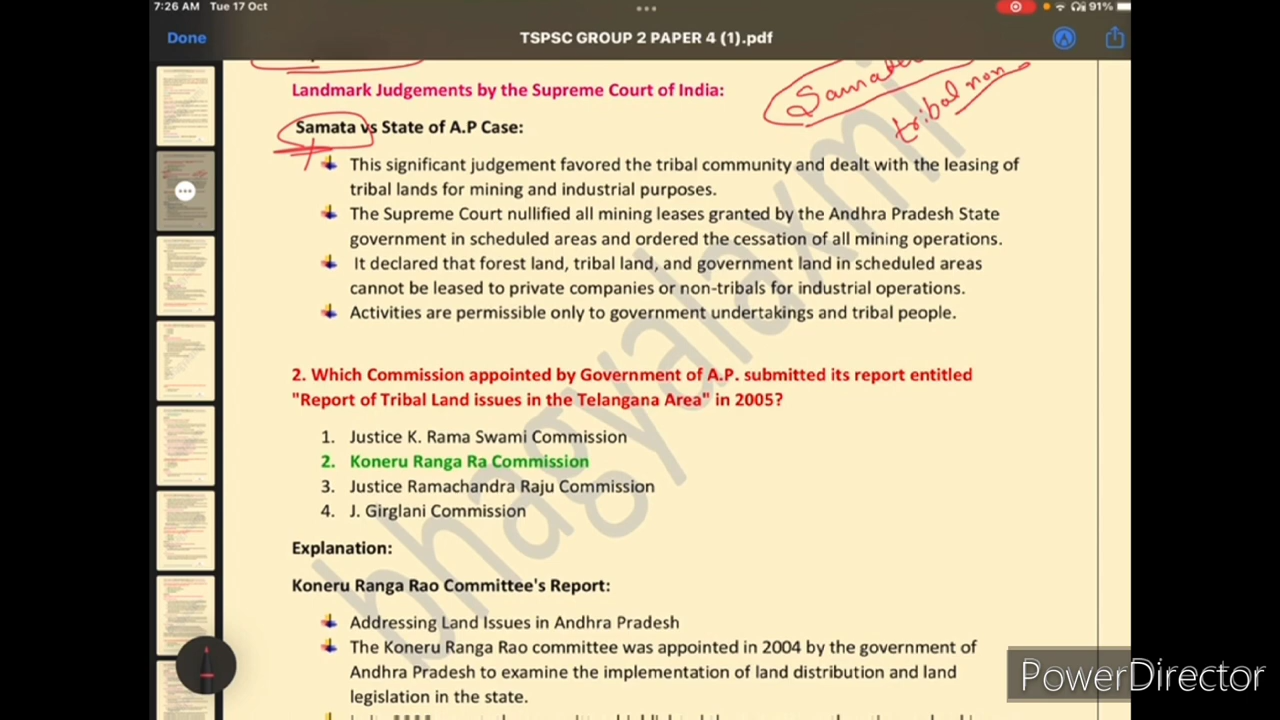 7:26 AM Tue 17 Oct
91%
Done
TSPSC GROUP 2 PAPER 4 (1).pdf
Landmark Judgements by the Supreme Court of India:
tribal non
Samata vs State of A.P Case:
This significant judgement favored the tribal community and dealt with the leasing of
tribal lands for mining and industrial purposes.
The Supreme Court nullified all mining leases granted by the Andhra Pradesh State
government in scheduled areas and ordered the cessation of all mining operations.
It declared that forest land, tribal land, and government land in scheduled areas
cannot be leased to private companies or non-tribals for industrial operations.
Activities are permissible only to government undertakings and tribal people.
2. Which Commission appointed by Government of A.P. submitted its report entitled
"Report of Tribal Land issues in the Telangana Area" in 2005?
1. Justice K. Rama Swami Commission
2. Koneru Ranga Ra Commission
3. Justice Ramachandra Raju Commission
4. J. Girglani Commission
Explanation:
Koneru Ranga Rao Committee's Report:
Addressing Land Issues in Andhra Pradesh
The Koneru Ranga Rao committee was appointed in 2004 by the government of
Andhra Pradesh to examine the implementation of land distribution and land
legislation in the state.
bhagyalaxmi
PowerDirector